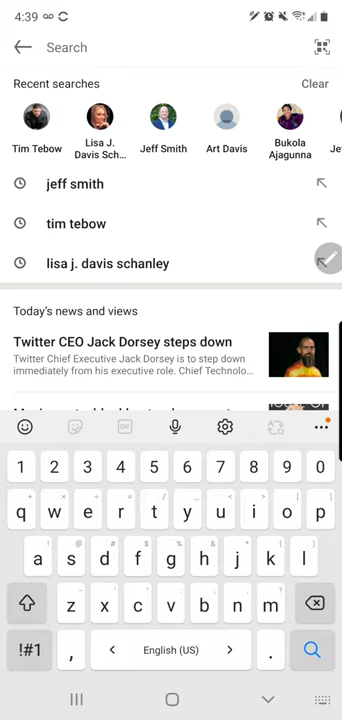 4:39
Search
Recent searches
Clear
Tim Tebow
Lisa J.
Davis Sch...
Jeff Smith
Art Davis
Bukola
Ajagunna
jeff smith
tim tebow
lisa j. davis schanley
Today's news and views
Twitter CEO Jack Dorsey steps down
Twitter Chief Executive Jack Dorsey is to step down
immediately from his executive role. Chief Technolo...
GIF
1 2 3 4 5 6 7 8 9 0
q w e r t y u i o p
a s d f g h j k l
z x c v b n m
!#1 , < English (US) > .